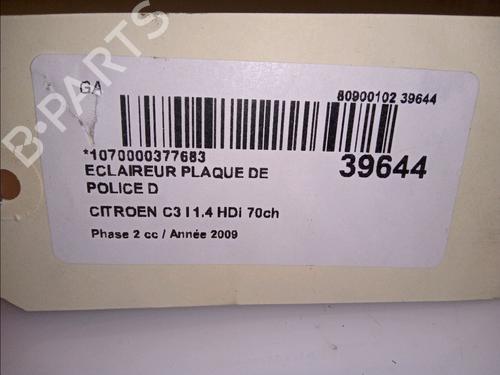 GA
80900102 39644
*1070000377683
39644
ECLAIREUR PLAQUE DE
POLICE D
CITROEN C3 I 1.4 HDi 70ch
Phase 2 cc / Année 2009
B-PARTS